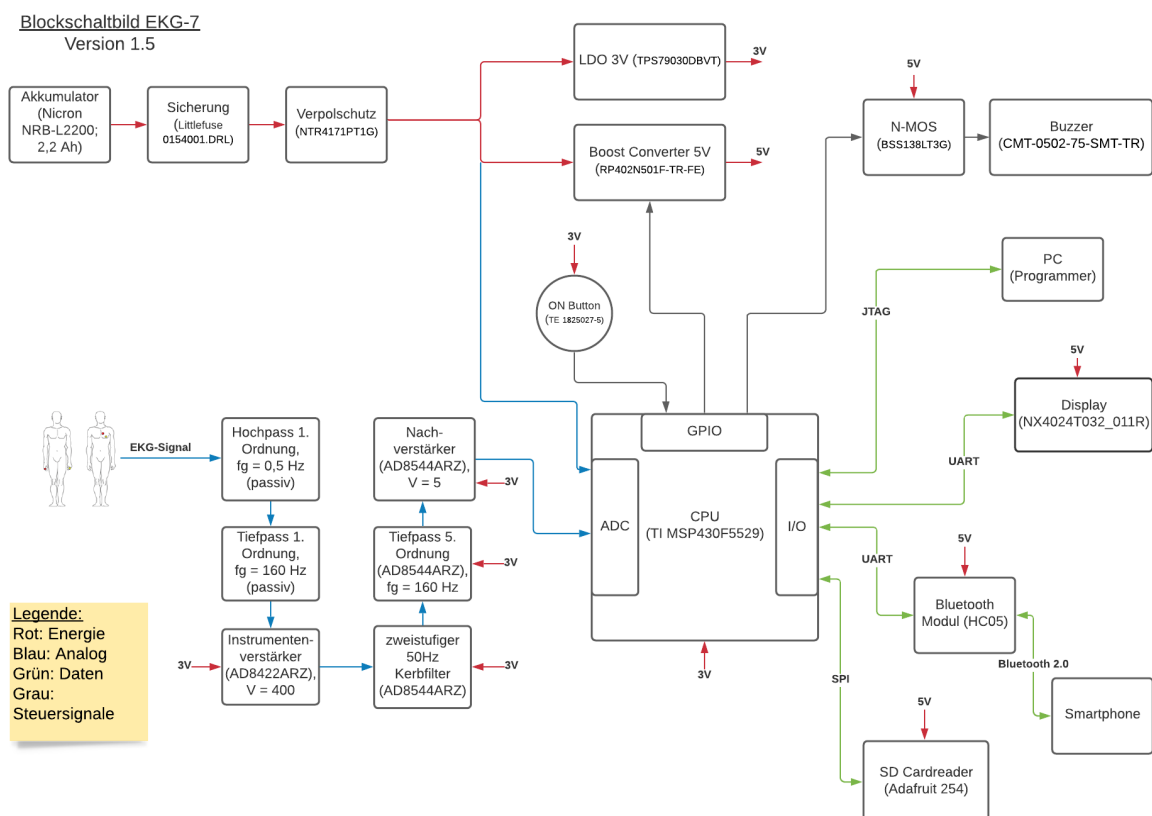 Blockschaltbild EKG-7
Version 1.5
Akkumulator
(Nicron
NRB-L2200;
2,2 Ah)
Sicherung
(Littlefuse
0154001.DRL)
Verpolschutz
(NTR4171PT1G)
LDO 3V (TPS79030DBVT)
3V
Boost Converter 5V
(RP402N501F-TR-FE)
5V
5V
N-MOS
(BSS138LT3G)
Buzzer
(CMT-0502-75-SMT-TR)
3V
ON Button
(TE 1825027-5)
PC
(Programmer)
JTAG
5V
Display
(NX4024T032_011R)
UART
EKG-Signal
Hochpass 1.
Ordnung,
fg = 0,5 Hz
(passiv)
Nach-
verstärker
(AD8544ARZ),
V = 5
3V
GPIO
ADC
CPU
(TI MSP430F5529)
I/O
3V
Tiefpass 1.
Ordnung,
fg = 160 Hz
(passiv)
Tiefpass 5.
Ordnung
(AD8544ARZ),
fg = 160 Hz
3V
UART
5V
Bluetooth
Modul (HC05)
Bluetooth 2.0
Smartphone
Legende:
Rot: Energie
Blau: Analog
Grün: Daten
Grau:
Steuersignale
3V
Instrumenten-
verstärker
(AD8422ARZ),
V = 400
zweistufiger
50Hz
Kerbfilter
(AD8544ARZ)
3V
SPI
5V
SD Cardreader
(Adafruit 254)